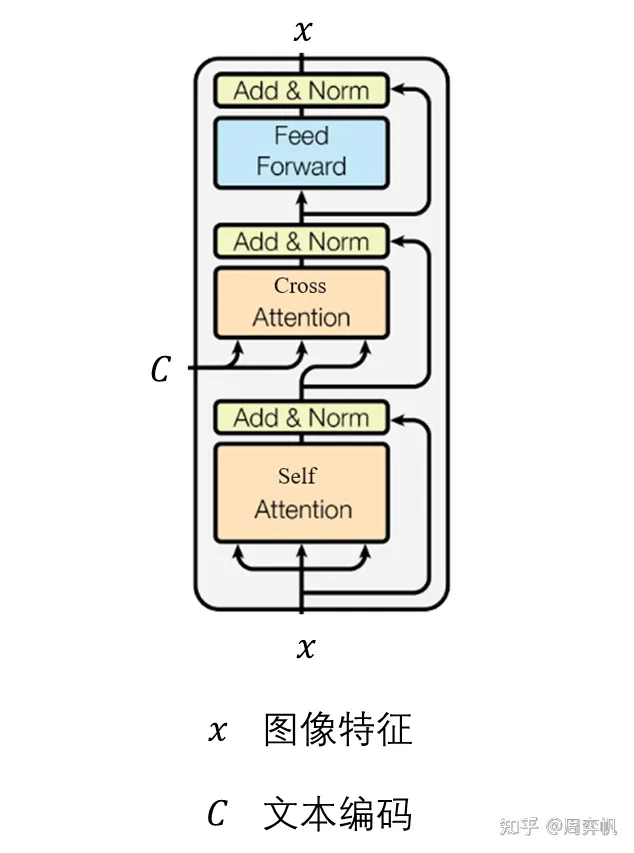 x
Add & Norm
Feed
Forward
Add & Norm
Cross
Attention
C
Add & Norm
Self
Attention
x
x 图像特征
C 文本编码
知乎 @周弈帆